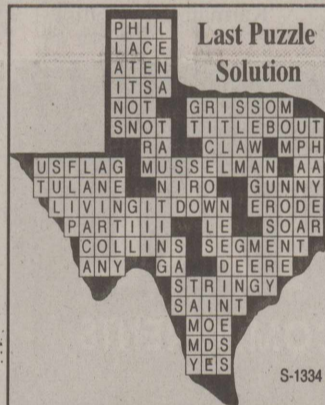 PHIL
LACE
Last Puzzle
ATEN
Solution
ITSA
NOT GRISSOM
SNOT TITLEBOUT
RA CLAW MPH
USFLAG MUSSELMAN AA
TULANE NIRO GUNNY
LIVINGITDOWN ERODE
PARTIII LE SOAR
COLLINS SEGMENT
ANY GA DEERE
STRINGY
SAINT
MOE
MDS
YES
S-1334